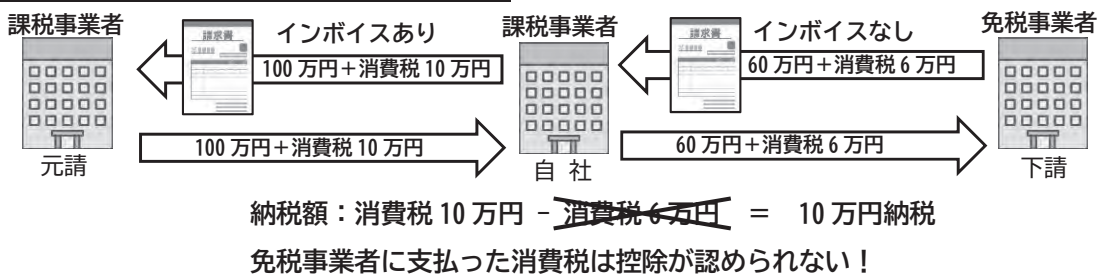 課税事業者
インボイスあり
課税事業者
インボイスなし
免税事業者
請求書
請求書
100万円+消費税10万円
60万円+消費税6万円
100万円+消費税10万円
60万円+消費税6万円
元請
自 社
下請
納税額：消費税10万円 − 消費税6万円 ＝ 10万円納税
免税事業者に支払った消費税は控除が認められない！